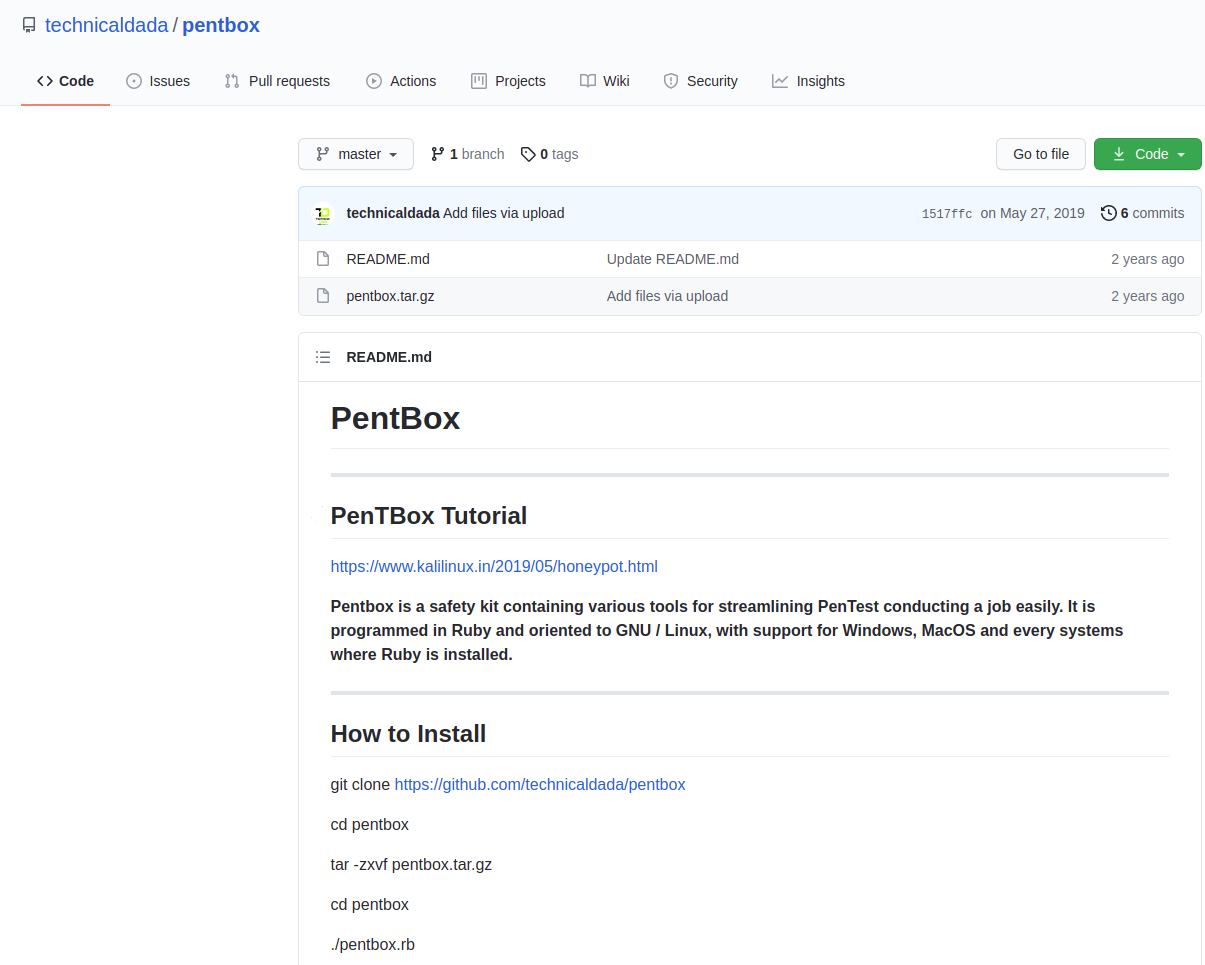 technicaldada / pentbox
Code Issues Pull requests Actions Projects Wiki Security Insights
master 1 branch 0 tags Go to file Code
technicaldada Add files via upload 1517ffc on May 27, 2019 6 commits
README.md Update README.md 2 years ago
pentbox.tar.gz Add files via upload 2 years ago
README.md
PentBox
PenTBox Tutorial
https://www.kalilinux.in/2019/05/honeypot.html
Pentbox is a safety kit containing various tools for streamlining PenTest conducting a job easily. It is
programmed in Ruby and oriented to GNU / Linux, with support for Windows, MacOS and every systems
where Ruby is installed.
How to Install
git clone https://github.com/technicaldada/pentbox
cd pentbox
tar -zxvf pentbox.tar.gz
cd pentbox
./pentbox.rb